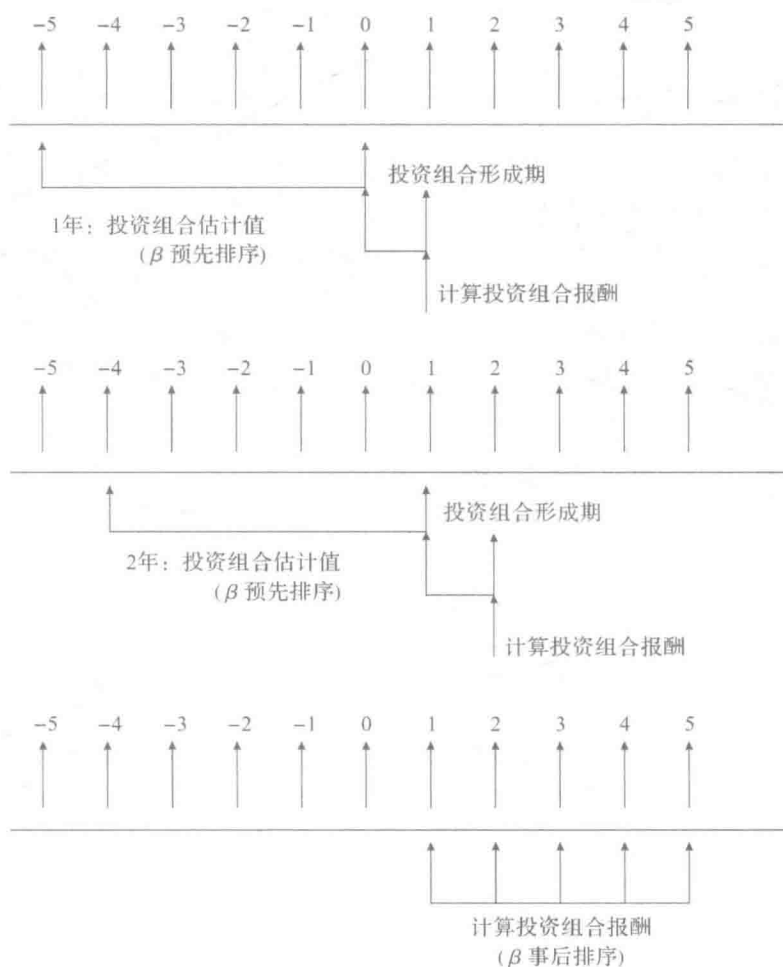 -5 -4 -3 -2 -1 0 1 2 3 4 5
投资组合形成期
1年：投资组合估计值
(β 预先排序)
计算投资组合报酬
-5 -4 -3 -2 -1 0 1 2 3 4 5
投资组合形成期
2年：投资组合估计值
(β 预先排序)
计算投资组合报酬
-5 -4 -3 -2 -1 0 1 2 3 4 5
计算投资组合报酬
(β 事后排序)